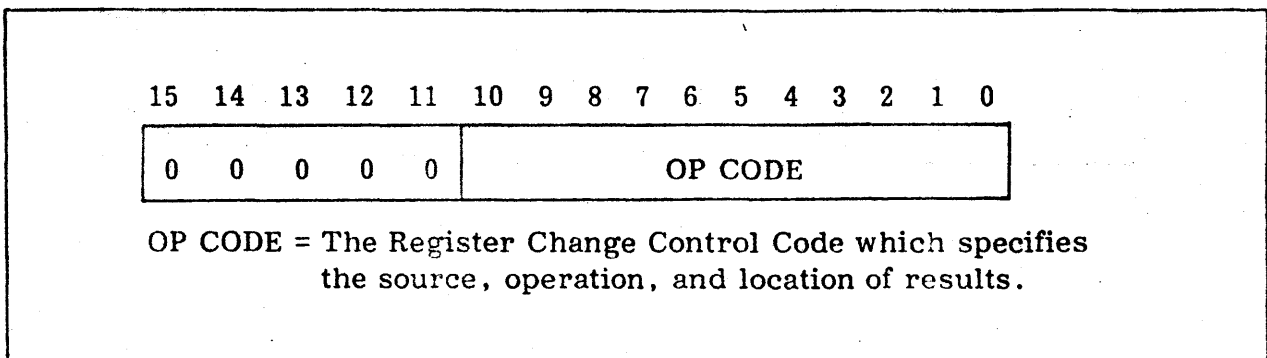 15 14 13 12 11 10 9 8 7 6 5 4 3 2 1 0
0 0 0 0 0 OP CODE
OP CODE = The Register Change Control Code which specifies
the source, operation, and location of results.